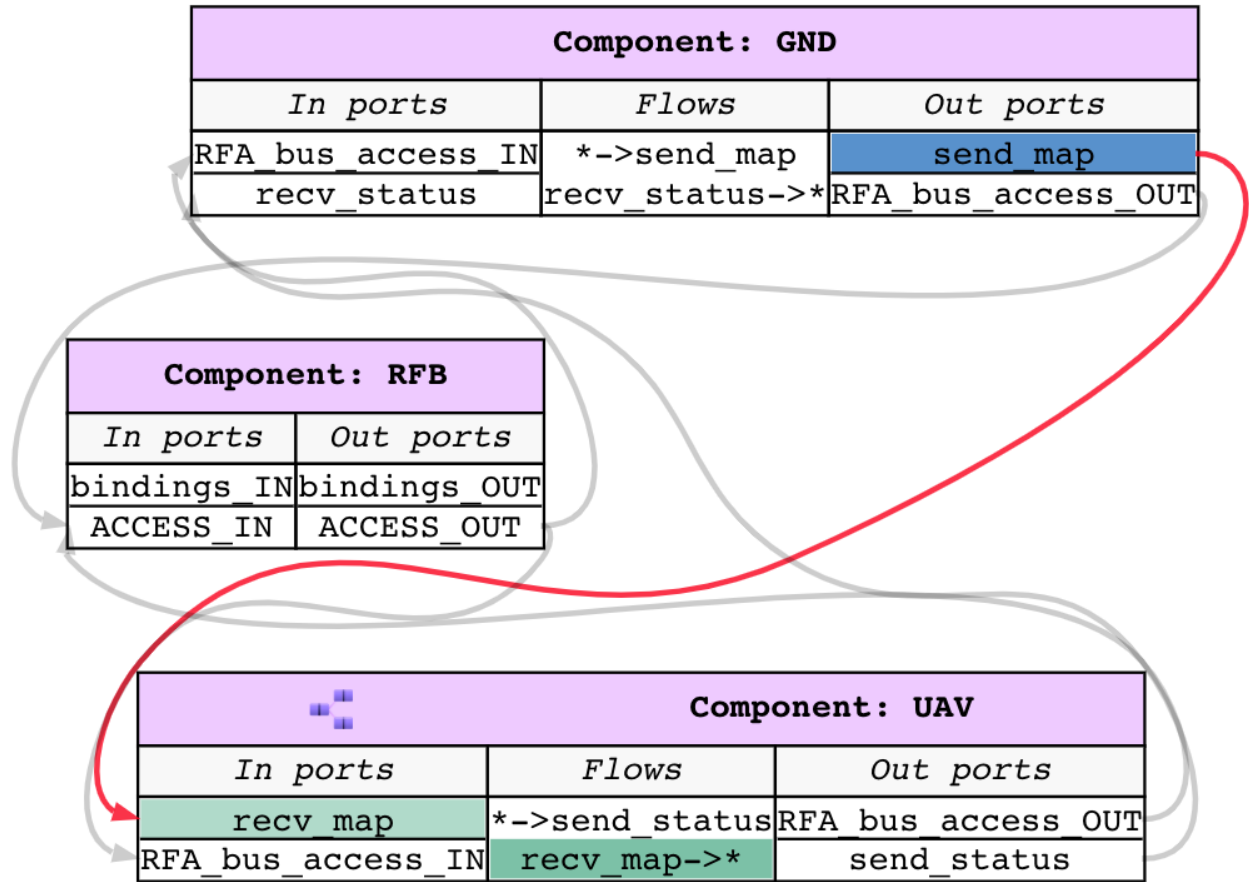 Component: GND
In ports Flows Out ports
RFA_bus_access_IN *->send_map send_map
recv_status recv_status->* RFA_bus_access_OUT
Component: RFB
In ports Out ports
bindings_IN bindings_OUT
ACCESS_IN ACCESS_OUT
Component: UAV
In ports Flows Out ports
recv_map *->send_status RFA_bus_access_OUT
RFA_bus_access_IN recv_map->* send_status